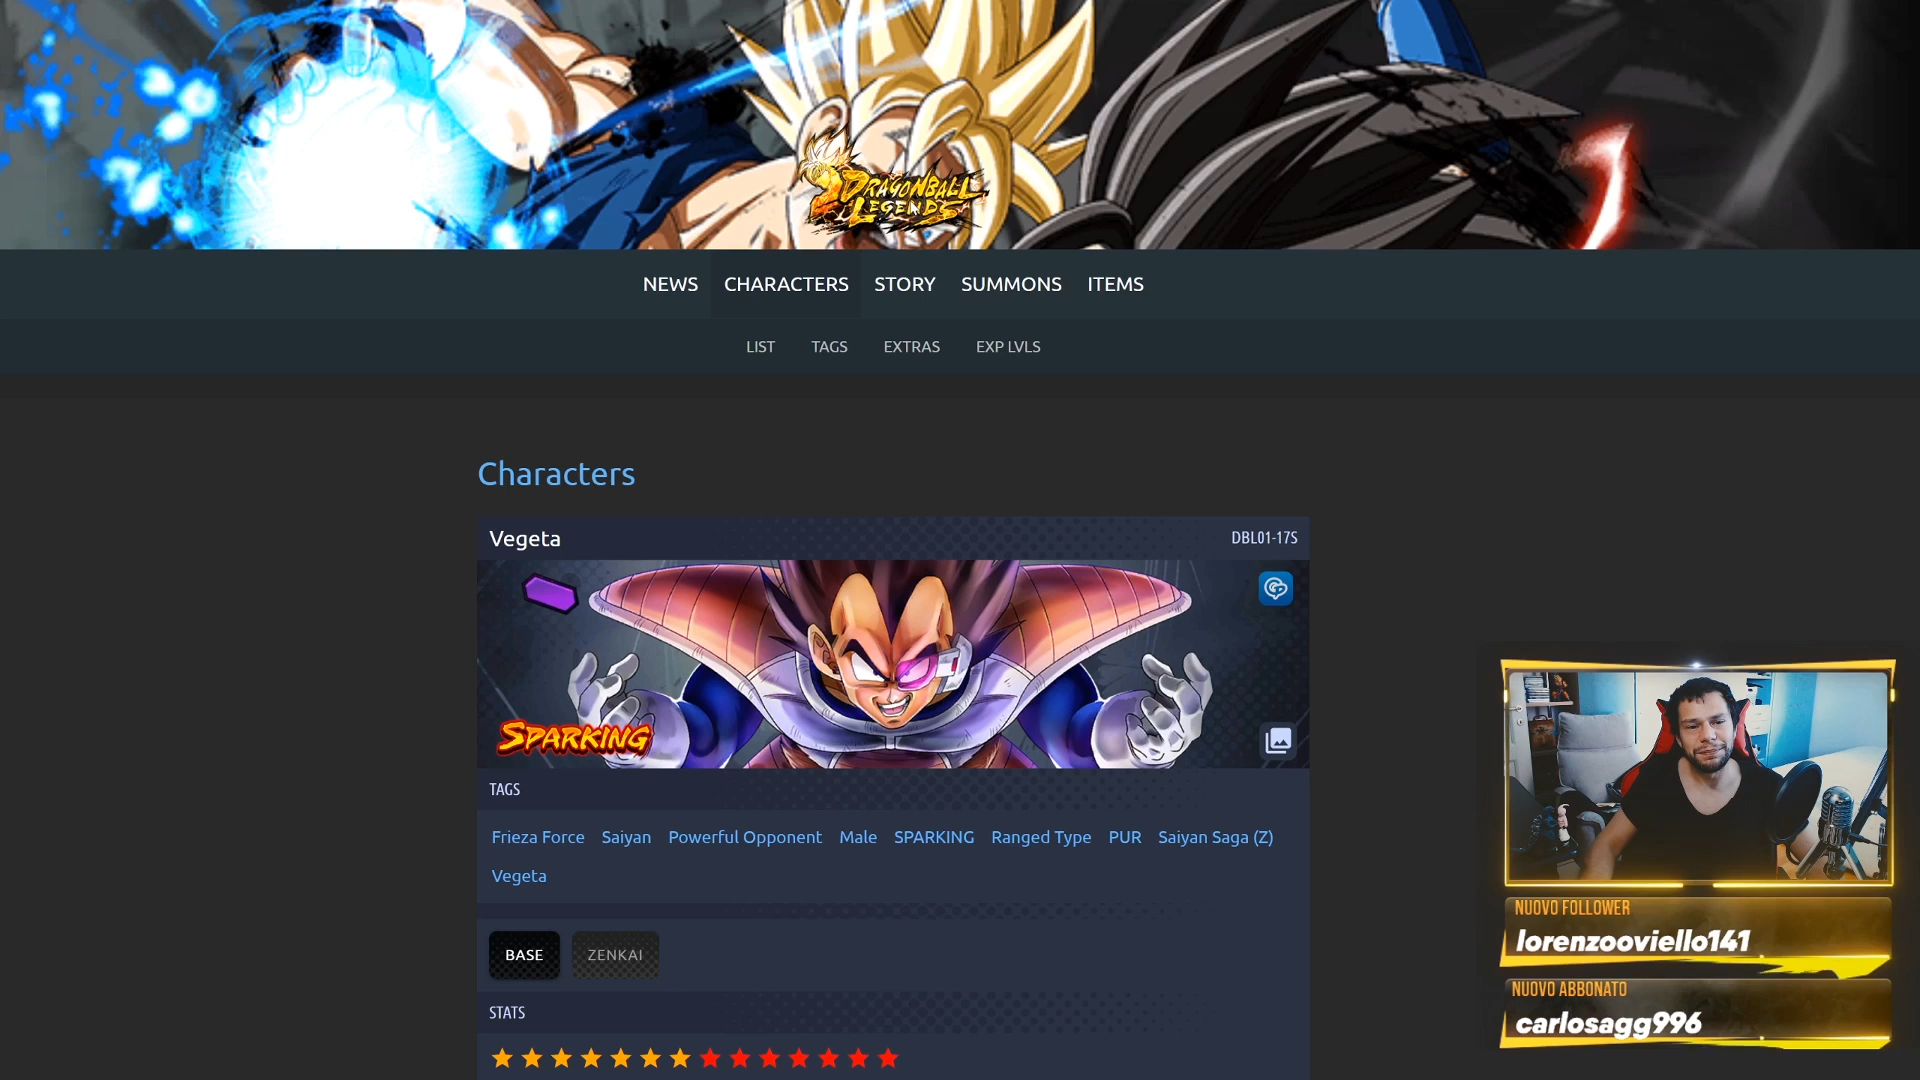 DRAGONBALL
LEGENDS
NEWS CHARACTERS STORY SUMMONS ITEMS
LIST TAGS EXTRAS EXP LVLS
Characters
Vegeta DBL01-17S
SPARKING
TAGS
Frieza Force Saiyan Powerful Opponent Male SPARKING Ranged Type PUR Saiyan Saga (Z)
Vegeta
BASE ZENKAI
STATS
NUOVO FOLLOWER
lorenzooviello141
NUOVO ABBONATO
carlosagg996